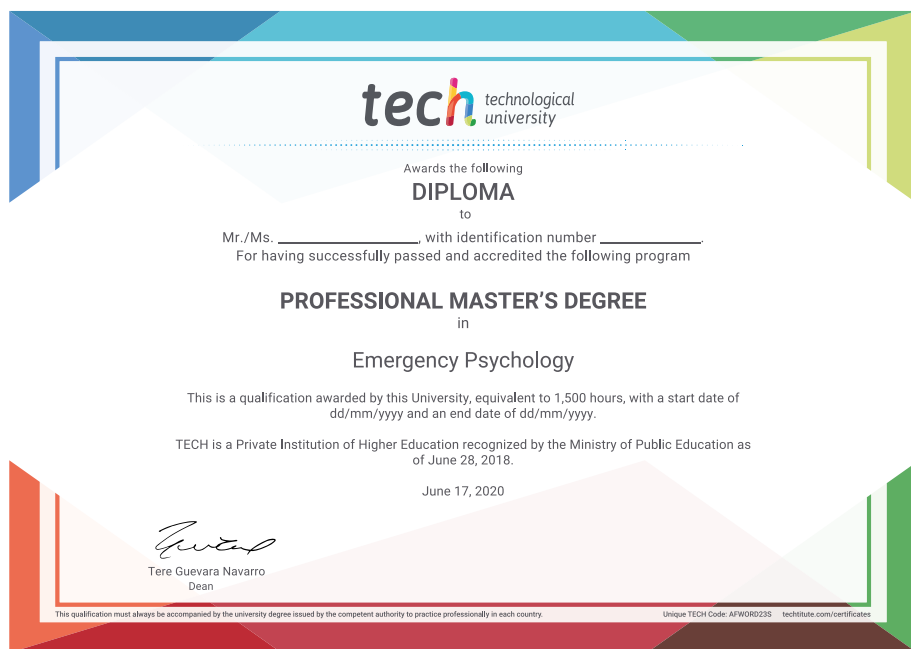 tech technological
university
Awards the following
DIPLOMA
to
Mr./Ms. ____________________, with identification number ______________.
For having successfully passed and accredited the following program
PROFESSIONAL MASTER'S DEGREE
in
Emergency Psychology
This is a qualification awarded by this University, equivalent to 1,500 hours, with a start date of
dd/mm/yyyy and an end date of dd/mm/yyyy.
TECH is a Private Institution of Higher Education recognized by the Ministry of Public Education as
of June 28, 2018.
June 17, 2020
Tere Guevara Navarro
Dean
This qualification must always be accompanied by the university degree issued by the competent authority to practice professionally in each country. Unique TECH Code: AFWORD23S techtitute.com/certificates